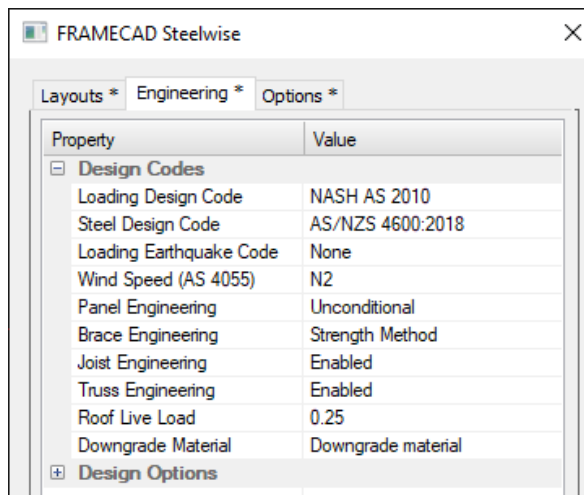 FRAMECAD Steelwise
Layouts * Engineering * Options *
Property Value
Design Codes
Loading Design Code NASH AS 2010
Steel Design Code AS/NZS 4600:2018
Loading Earthquake Code None
Wind Speed (AS 4055) N2
Panel Engineering Unconditional
Brace Engineering Strength Method
Joist Engineering Enabled
Truss Engineering Enabled
Roof Live Load 0.25
Downgrade Material Downgrade material
Design Options